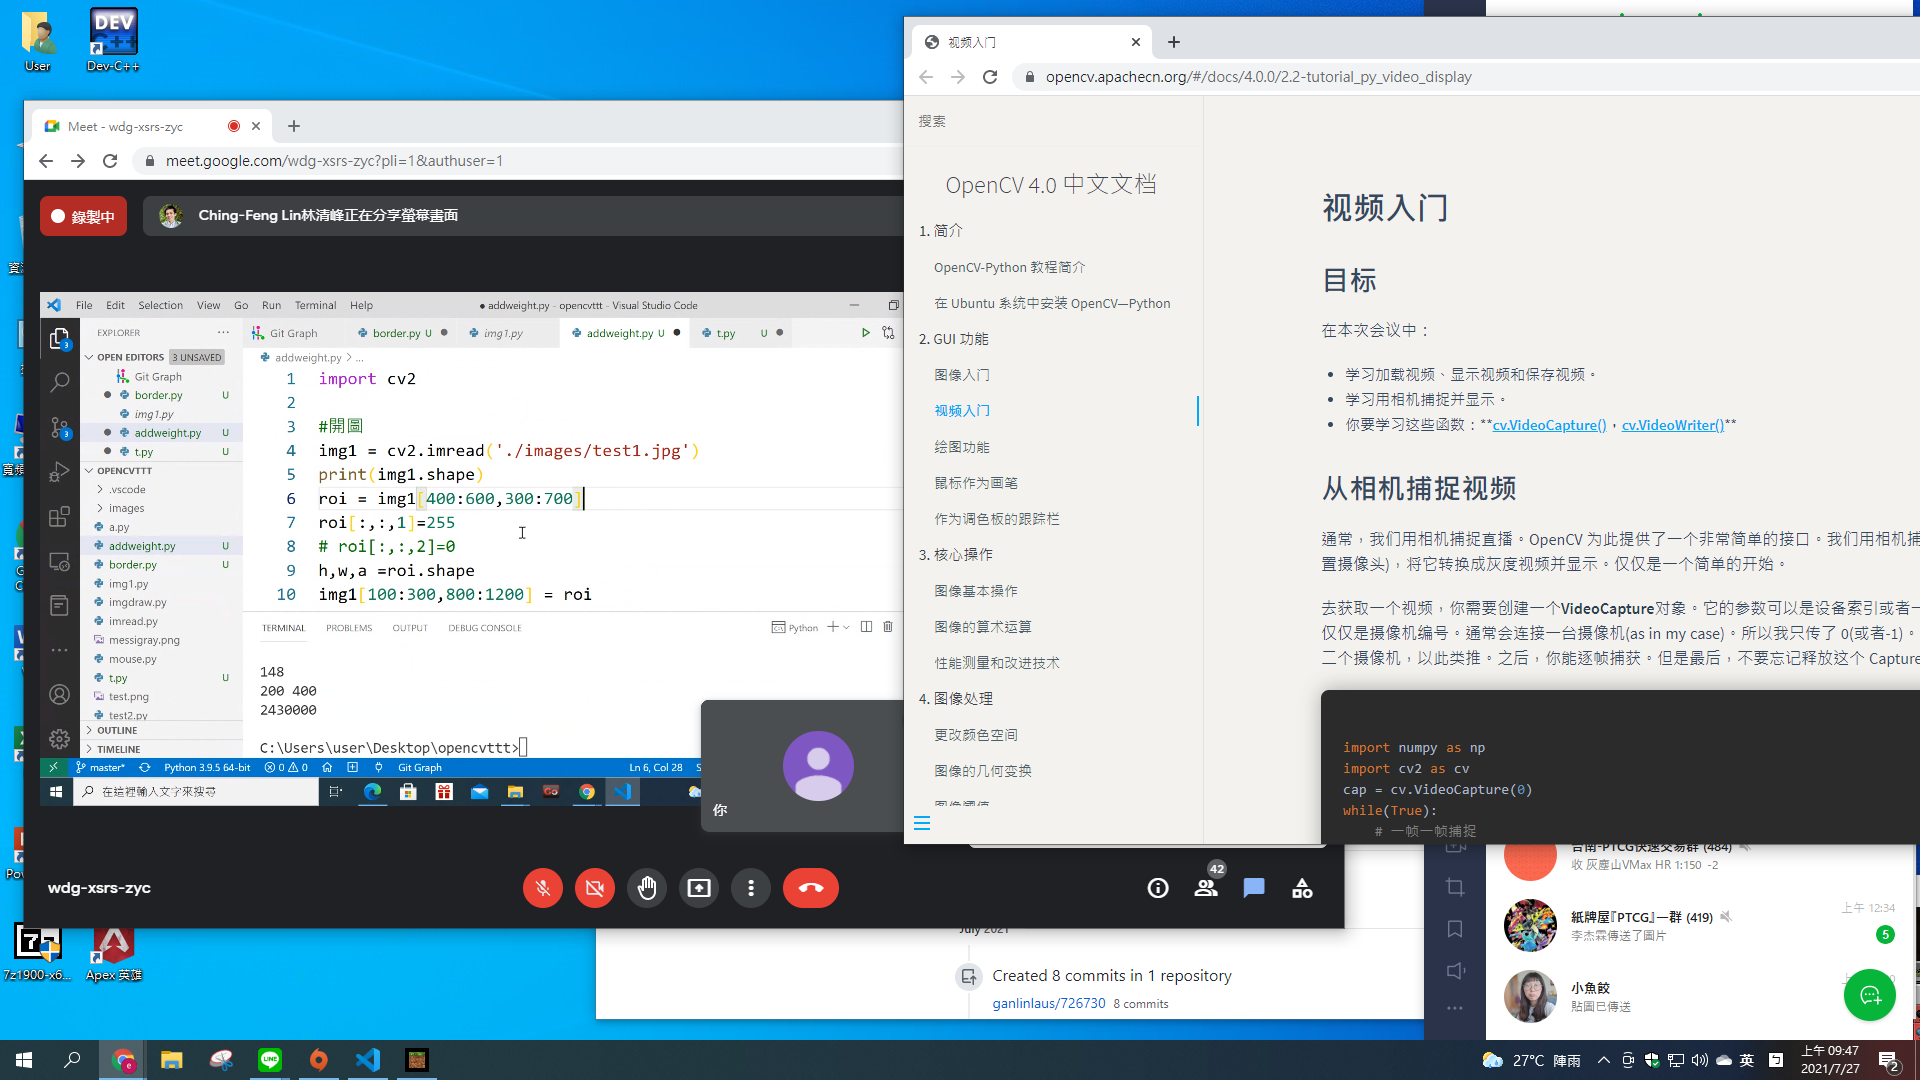 User
Dev-C++
Meet - wdg-xsrs-zyc
meet.google.com/wdg-xsrs-zyc?pli=1&authuser=1
錄製中
Ching-Feng Lin林清峰正在分享螢幕畫面
File Edit Selection View Go Run Terminal Help
● addweight.py - opencvttt - Visual Studio Code
EXPLORER
Git Graph
border.py U
img1.py
addweight.py U
t.py U
OPEN EDITORS 3 UNSAVED
Git Graph
border.py U
img1.py
addweight.py U
t.py U
OPENCVTTT
.vscode
images
a.py
addweight.py U
border.py U
img1.py
imgdraw.py
imread.py
messigray.png
mouse.py
t.py U
test.png
test2.py
OUTLINE
TIMELINE
addweight.py > ...
1 import cv2
2
3 #開圖
4 img1 = cv2.imread('./images/test1.jpg')
5 print(img1.shape)
6 roi = img1[400:600,300:700]
7 roi[:,:,1]=255
8 # roi[:,:,2]=0
9 h,w,a =roi.shape
10 img1[100:300,800:1200] = roi
TERMINAL PROBLEMS OUTPUT DEBUG CONSOLE
Python
148
200 400
2430000
C:\Users\user\Desktop\opencvttt>
master* Python 3.9.5 64-bit 0 0 Git Graph Ln 6, Col 28
在這裡輸入文字來搜尋
你
wdg-xsrs-zyc
42
视频入门
opencv.apachecn.org/#/docs/4.0.0/2.2-tutorial_py_video_display
搜索
OpenCV 4.0 中文文档
1. 简介
OpenCV-Python 教程简介
在 Ubuntu 系统中安装 OpenCV—Python
2. GUI 功能
图像入门
视频入门
绘图功能
鼠标作为画笔
作为调色板的跟踪栏
3. 核心操作
图像基本操作
图像的算术运算
性能测量和改进技术
4. 图像处理
更改颜色空间
图像的几何变换
图像阈值
视频入门
目标
在本次会议中：
学习加载视频、显示视频和保存视频。
学习用相机捕捉并显示。
你要学习这些函数：**cv.VideoCapture()，cv.VideoWriter()**
从相机捕捉视频
通常，我们用相机捕捉直播。OpenCV 为此提供了一个非常简单的接口。我们用相机捕
置摄像头)，将它转换成灰度视频并显示。仅仅是一个简单的开始。
去获取一个视频，你需要创建一个VideoCapture对象。它的参数可以是设备索引或者一
仅仅是摄像机编号。通常会连接一台摄像机(as in my case)。所以我只传了 0(或者-1)。
二个摄像机，以此类推。之后，你能逐帧捕获。但是最后，不要忘记释放这个 Capture
import numpy as np
import cv2 as cv
cap = cv.VideoCapture(0)
while(True):
# 一帧一帧捕捉
台南-PTCG快速交易群 (484)
收 灰塵山VMax HR 1:150 -2
紙牌屋『PTCG』一群 (419)
上午 12:34
李杰霖傳送了圖片
5
小魚餃
貼圖已傳送
July 2021
Created 8 commits in 1 repository
ganlinlaus/726730 8 commits
7z1900-x6...
Apex 英雄
27°C 陣雨
英
上午 09:47
2021/7/27
2